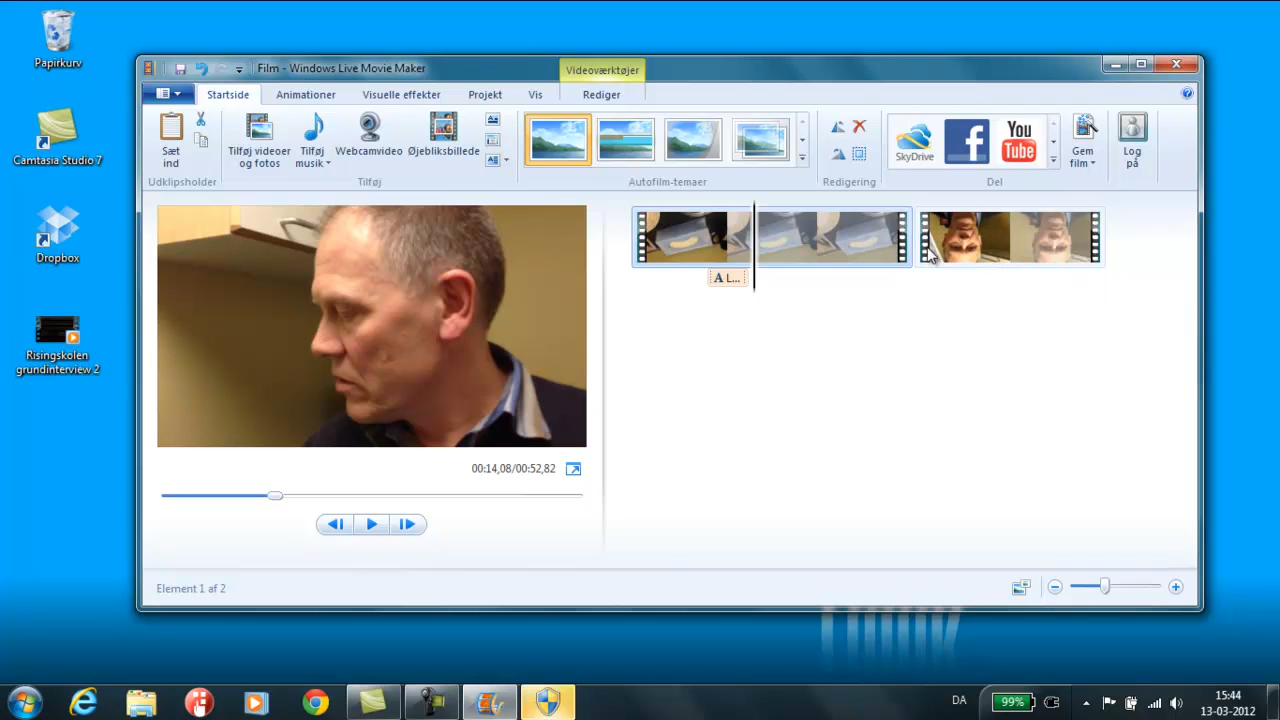 Papirkurv
Camtasia Studio 7
Dropbox
Risingskolen
grundinterview 2
Film - Windows Live Movie Maker
Videoværktøjer
Startside
Animationer
Visuelle effekter
Projekt
Vis
Rediger
Sæt
ind
Tilføj videoer
og fotos
Tilføj
musik
Webcamvideo
Øjebliksbillede
SkyDrive
You
Tube
Gem
film
Log
på
Udklipsholder
Tilføj
Autofilm-temaer
Redigering
Del
A L...
00:14,08/00:52,82
Element 1 af 2
DA
99%
15:44
13-03-2012